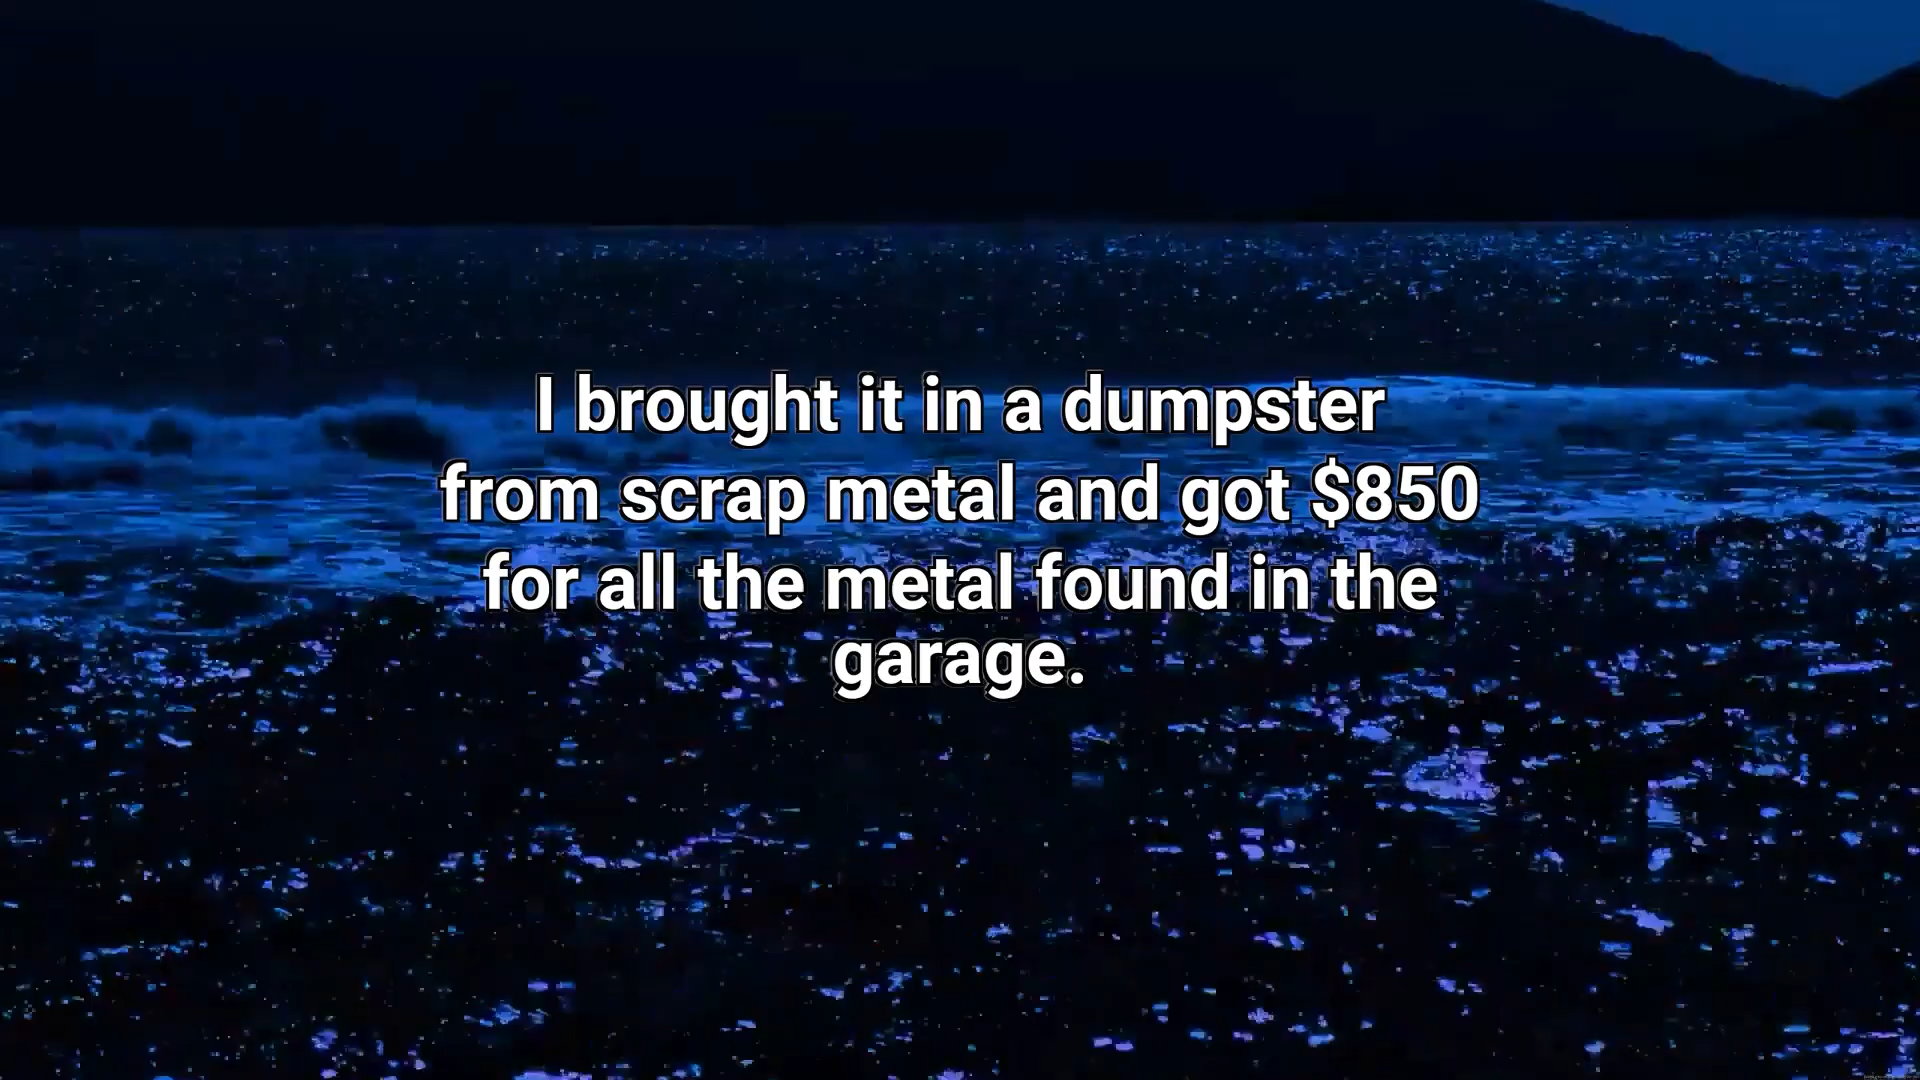 I brought it in a dumpster
from scrap metal and got $850
for all the metal found in the
garage.